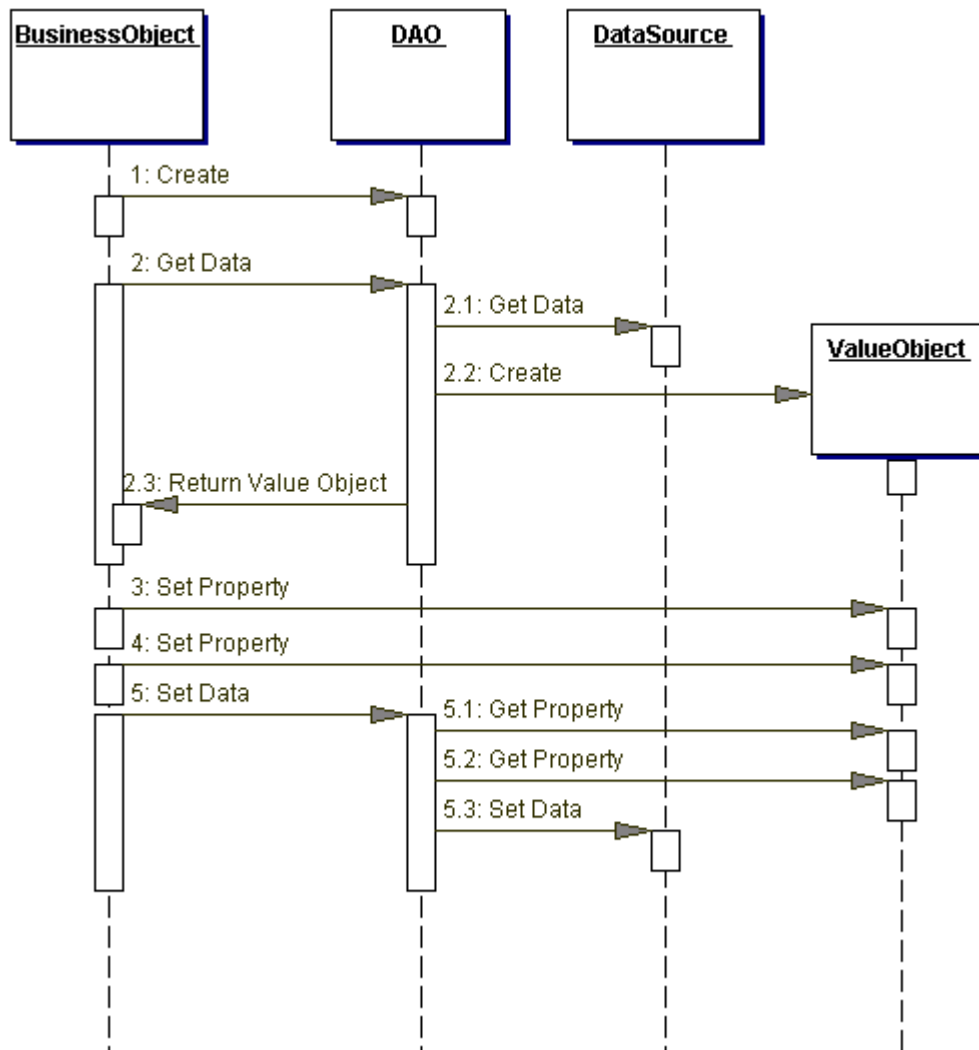 BusinessObject
DAO
DataSource
1: Create
2: Get Data
2.1: Get Data
ValueObject
2.2: Create
2.3: Return Value Object
3: Set Property
4: Set Property
5: Set Data
5.1: Get Property
5.2: Get Property
5.3: Set Data